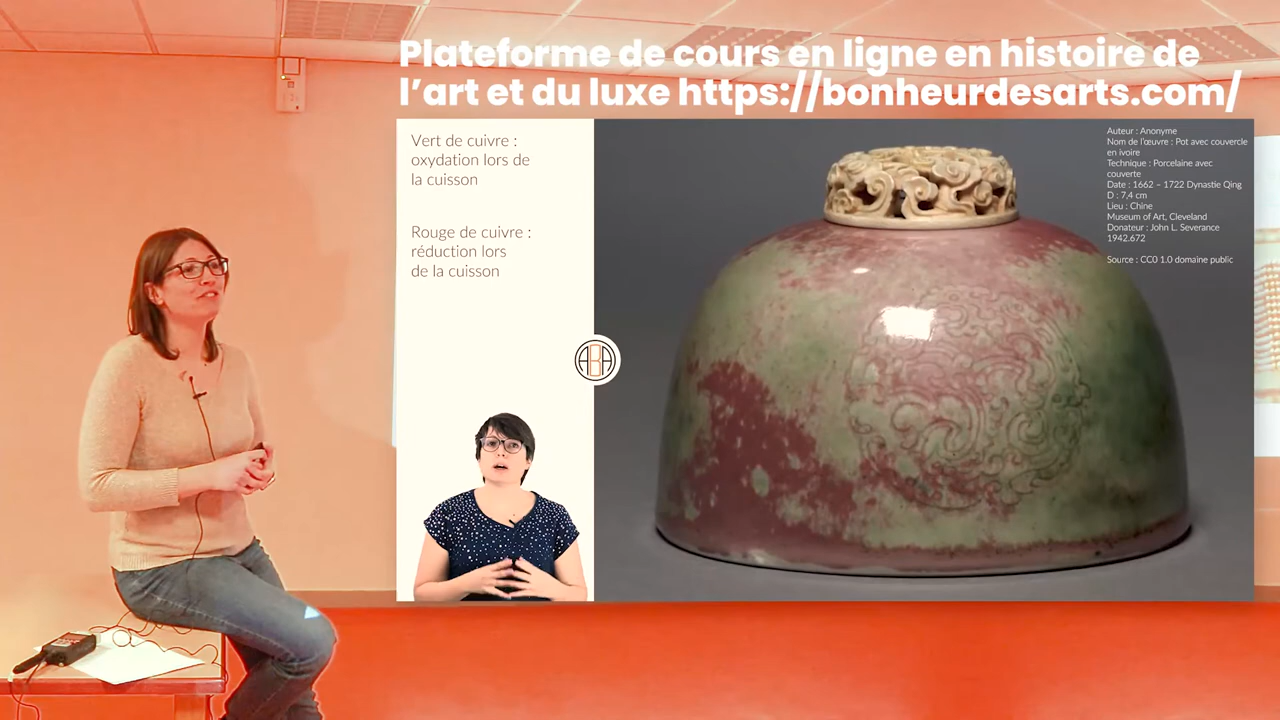 Plateforme de cours en ligne en histoire de
l’art et du luxe https://bonheurdesarts.com/
Vert de cuivre :
oxydation lors de
la cuisson
Rouge de cuivre :
réduction lors
de la cuisson
ABA
Auteur : Anonyme
Nom de l’œuvre : Pot avec couvercle
en ivoire
Technique : Porcelaine avec
couverte
Date : 1662 – 1722 Dynastie Qing
D : 7,4 cm
Lieu : Chine
Museum of Art, Cleveland
Donateur : John L. Severance
1942.672
Source : CC0 1.0 domaine public